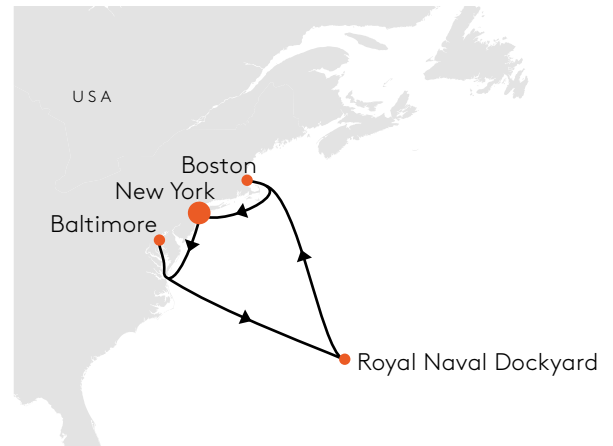 USA
Boston
New York
Baltimore
Royal Naval Dockyard